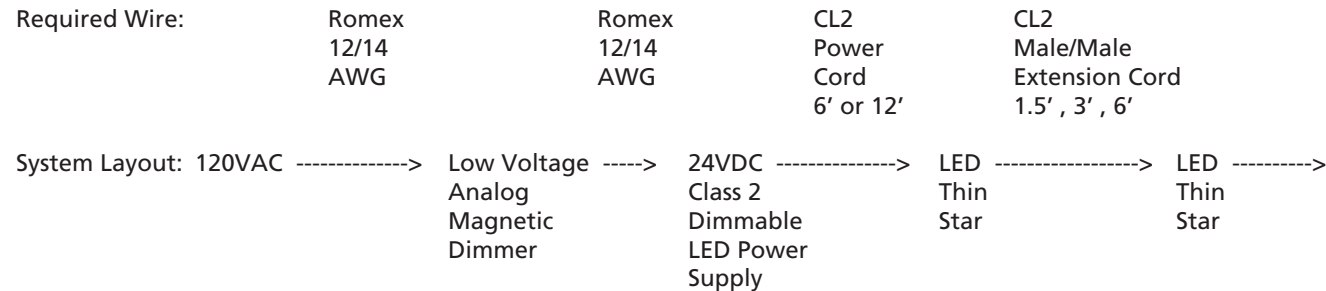 Required Wire: Romex Romex CL2 CL2
12/14 12/14 Power Male/Male
AWG AWG Cord Extension Cord
6’ or 12’ 1.5’ , 3’ , 6’
System Layout: 120VAC --------------> Low Voltage -----> 24VDC ---------------> LED ------------------> LED ---------->
Analog Class 2 Thin Thin
Magnetic Dimmable Star Star
Dimmer LED Power
Supply